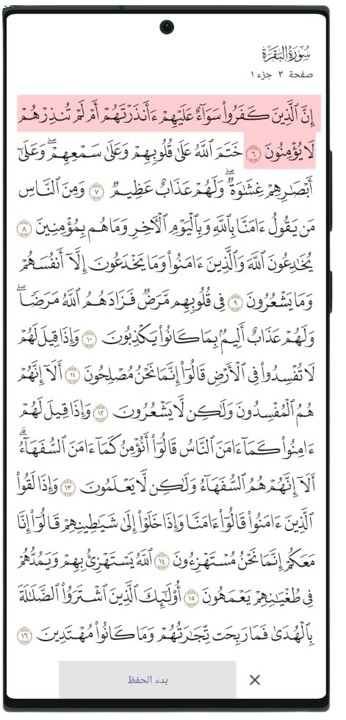 سُورَةُ البَقَرَةِ
صفحة ٣ جزء ١
إِنَّ ٱلَّذِينَ كَفَرُوا۟ سَوَآءٌ عَلَيْهِمْ ءَأَنذَرْتَهُمْ أَمْ لَمْ تُنذِرْهُمْ
لَا يُؤْمِنُونَ ٦ خَتَمَ ٱللَّهُ عَلَىٰ قُلُوبِهِمْ وَعَلَىٰ سَمْعِهِمْ ۖ وَعَلَىٰٓ
أَبْصَـٰرِهِمْ غِشَـٰوَةٌ ۖ وَلَهُمْ عَذَابٌ عَظِيمٌ ٧ وَمِنَ ٱلنَّاسِ
مَن يَقُولُ ءَامَنَّا بِٱللَّهِ وَبِٱلْيَوْمِ ٱلْـَٔاخِرِ وَمَا هُم بِمُؤْمِنِينَ ٨
يُخَـٰدِعُونَ ٱللَّهَ وَٱلَّذِينَ ءَامَنُوا۟ وَمَا يَخْدَعُونَ إِلَّآ أَنفُسَهُمْ
وَمَا يَشْعُرُونَ ٩ فِى قُلُوبِهِم مَّرَضٌ فَزَادَهُمُ ٱللَّهُ مَرَضًا ۖ
وَلَهُمْ عَذَابٌ أَلِيمٌۢ بِمَا كَانُوا۟ يَكْذِبُونَ ١٠ وَإِذَا قِيلَ لَهُمْ
لَا تُفْسِدُوا۟ فِى ٱلْأَرْضِ قَالُوٓا۟ إِنَّمَا نَحْنُ مُصْلِحُونَ ١١ أَلَآ إِنَّهُمْ
هُمُ ٱلْمُفْسِدُونَ وَلَـٰكِن لَّا يَشْعُرُونَ ١٢ وَإِذَا قِيلَ لَهُمْ
ءَامِنُوا۟ كَمَآ ءَامَنَ ٱلنَّاسُ قَالُوٓا۟ أَنُؤْمِنُ كَمَآ ءَامَنَ ٱلسُّفَهَآءُ ۗ
أَلَآ إِنَّهُمْ هُمُ ٱلسُّفَهَآءُ وَلَـٰكِن لَّا يَعْلَمُونَ ١٣ وَإِذَا لَقُوا۟
ٱلَّذِينَ ءَامَنُوا۟ قَالُوٓا۟ ءَامَنَّا وَإِذَا خَلَوْا۟ إِلَىٰ شَيَـٰطِينِهِمْ قَالُوٓا۟ إِنَّا
مَعَكُمْ إِنَّمَا نَحْنُ مُسْتَهْزِءُونَ ١٤ ٱللَّهُ يَسْتَهْزِئُ بِهِمْ وَيَمُدُّهُمْ
فِى طُغْيَـٰنِهِمْ يَعْمَهُونَ ١٥ أُو۟لَـٰٓئِكَ ٱلَّذِينَ ٱشْتَرَوُا۟ ٱلضَّلَـٰلَةَ
بِٱلْهُدَىٰ فَمَا رَبِحَت تِّجَـٰرَتُهُمْ وَمَا كَانُوا۟ مُهْتَدِينَ ١٦
بدء الحفظ